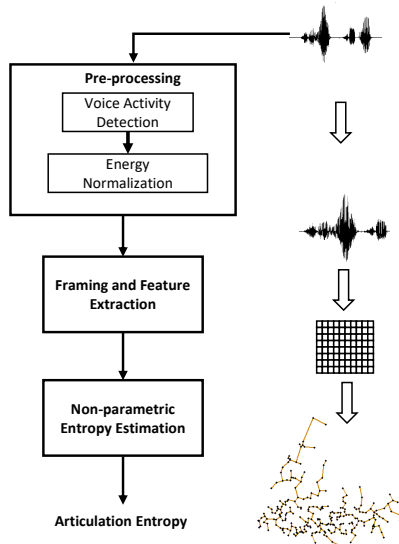 Pre-processing
Voice Activity
Detection
Energy
Normalization
Framing and Feature
Extraction
Non-parametric
Entropy Estimation
Articulation Entropy